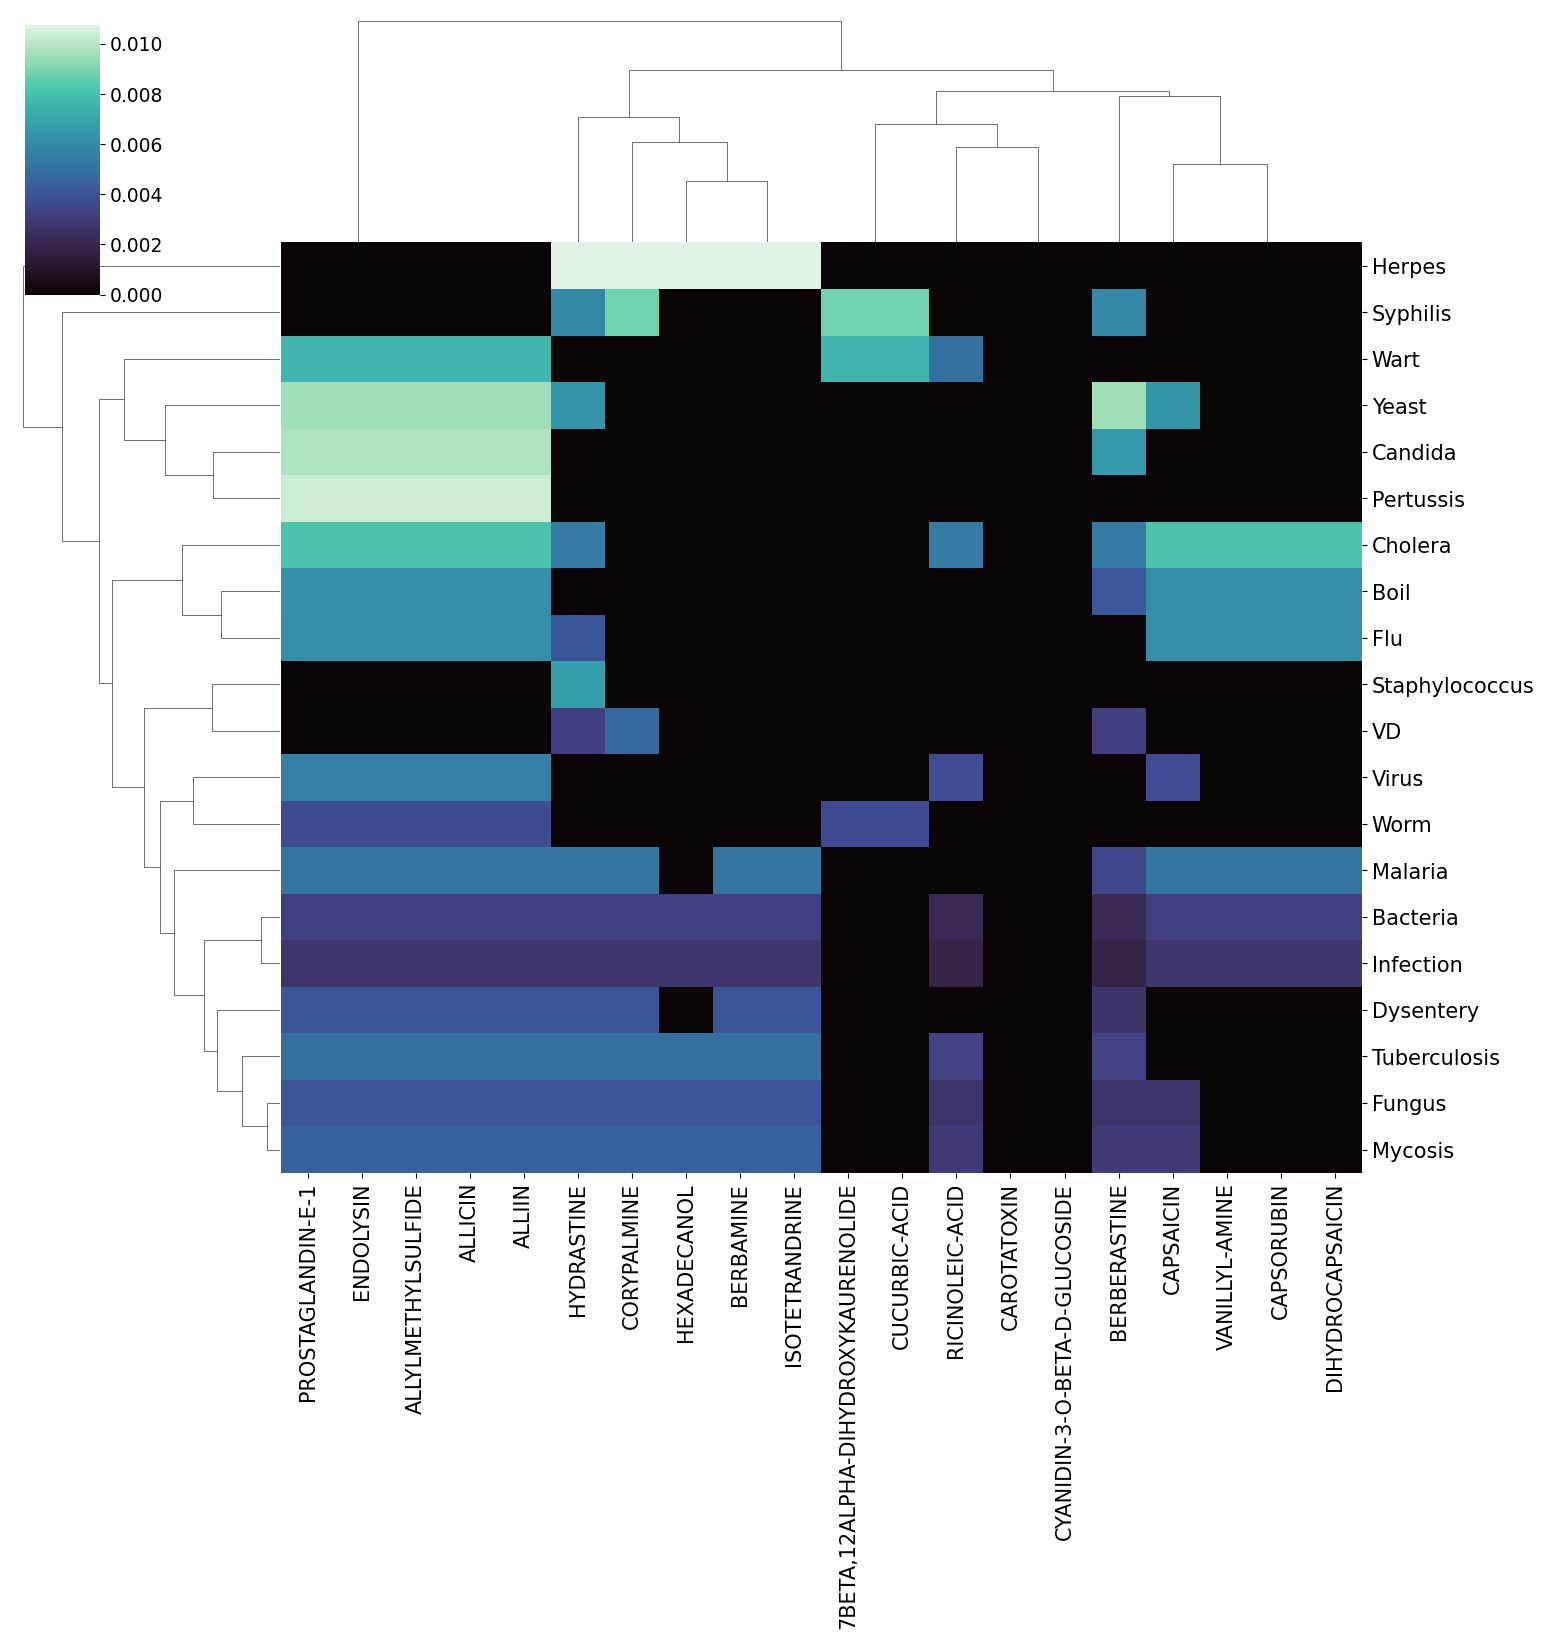 0.010
0.008
0.006
0.004
0.002
0.000
Herpes
Syphilis
Wart
Yeast
Candida
Pertussis
Cholera
Boil
Flu
Staphylococcus
VD
Virus
Worm
Malaria
Bacteria
Infection
Dysentery
Tuberculosis
Fungus
Mycosis
PROSTAGLANDIN-E-1
ENDOLYSIN
ALLYLMETHYLSULFIDE
ALLICIN
ALLIIN
HYDRASTINE
CORYPALMINE
HEXADECANOL
BERBAMINE
ISOTETRANDRINE
7BETA,12ALPHA-DIHYDROXYKAURENOLIDE
CUCURBIC-ACID
RICINOLEIC-ACID
CAROTATOXIN
CYANIDIN-3-O-BETA-D-GLUCOSIDE
BERBERASTINE
CAPSAICIN
VANILLYL-AMINE
CAPSORUBIN
DIHYDROCAPSAICIN